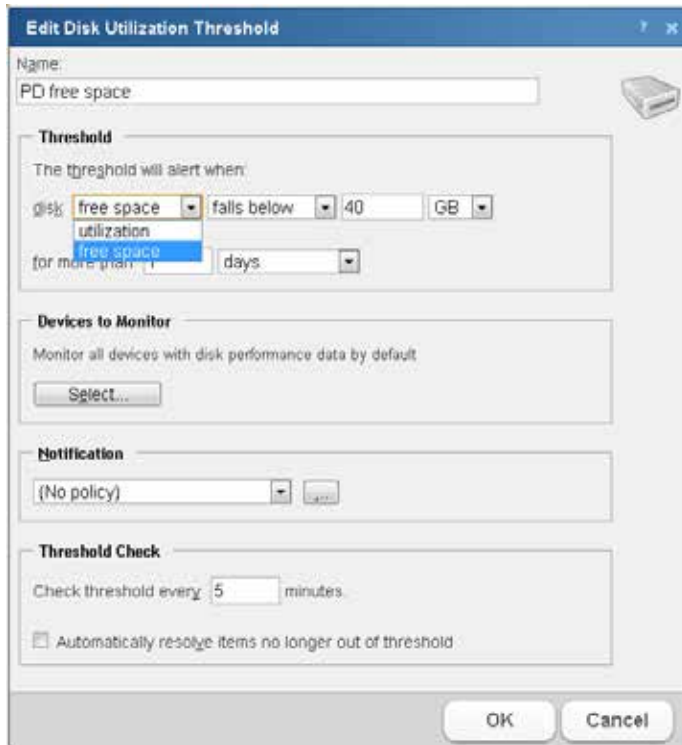 Edit Disk Utilization Threshold ? ×
Name:
PD free space
Threshold
The threshold will alert when:
disk free space falls below 40 GB
utilization
free space
for more than 1 days
Devices to Monitor
Monitor all devices with disk performance data by default
Select...
Notification
(No policy) ...
Threshold Check
Check threshold every 5 minutes.
Automatically resolve items no longer out of threshold
OK Cancel